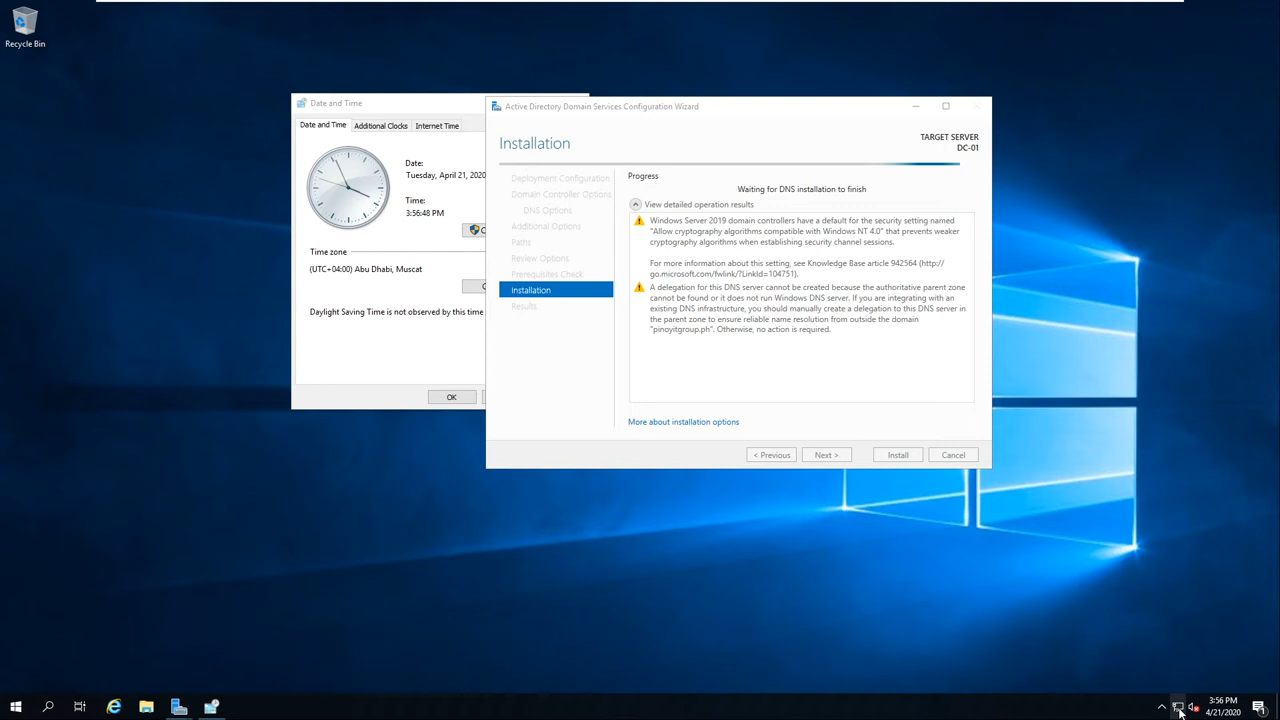 Recycle Bin
Date and Time
Date and Time
Additional Clocks
Internet Time
Date:
Tuesday, April 21, 2020
Time:
3:56:48 PM
Time zone
(UTC+04:00) Abu Dhabi, Muscat
Daylight Saving Time is not observed by this time
OK
Active Directory Domain Services Configuration Wizard
Installation
TARGET SERVER
DC-01
Deployment Configuration
Domain Controller Options
DNS Options
Additional Options
Paths
Review Options
Prerequisites Check
Installation
Results
Progress
Waiting for DNS installation to finish
View detailed operation results
Windows Server 2019 domain controllers have a default for the security setting named
"Allow cryptography algorithms compatible with Windows NT 4.0" that prevents weaker
cryptography algorithms when establishing security channel sessions.
For more information about this setting, see Knowledge Base article 942564 (http://
go.microsoft.com/fwlink/?LinkId=104751).
A delegation for this DNS server cannot be created because the authoritative parent zone
cannot be found or it does not run Windows DNS server. If you are integrating with an
existing DNS infrastructure, you should manually create a delegation to this DNS server in
the parent zone to ensure reliable name resolution from outside the domain
"pinoyitgroup.ph". Otherwise, no action is required.
More about installation options
< Previous
Next >
Install
Cancel
3:56 PM
4/21/2020
1